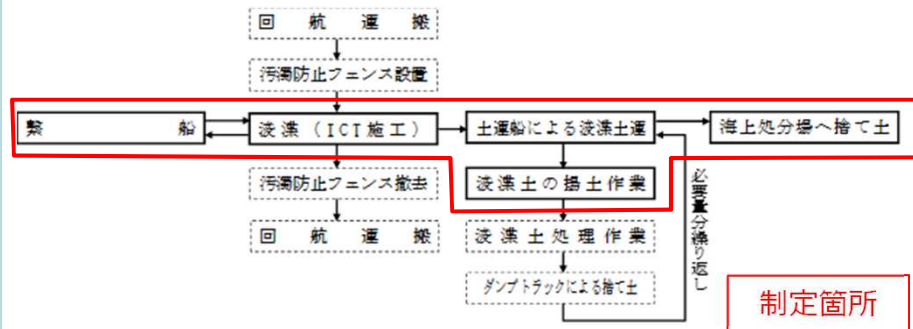 回航運搬
汚濁防止フェンス設置
繋船
浚渫(ICT施工)
土運船による浚渫土運
海上処分場へ捨て土
汚濁防止フェンス撤去
浚渫土の揚土作業
回航運搬
浚渫土処理作業
ダンプトラックによる捨て土
必要量分繰り返し
制定箇所